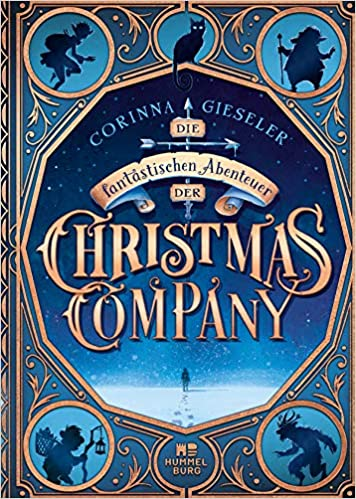 CORINNA GIESELER
DIE
fantastischen Abenteuer
DER
CHRISTMAS
COMPANY
HUMMEL
BURG